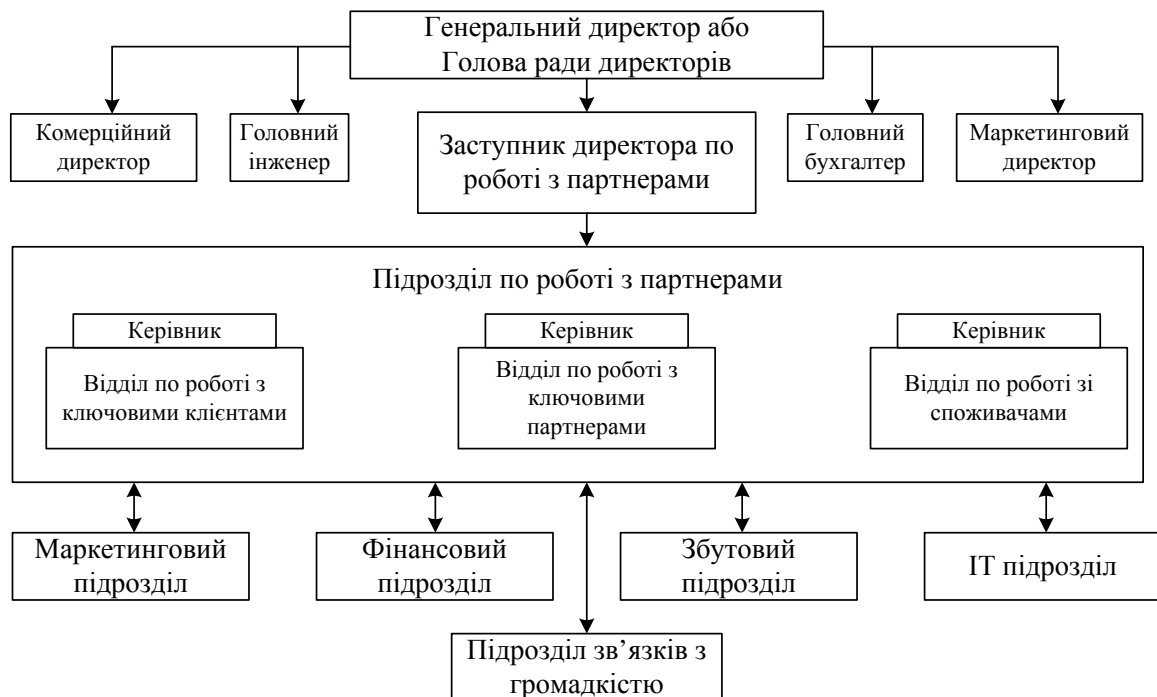 Генеральний директор або
Голова ради директорів
Комерційний
директор
Головний
інженер
Заступник директора по
роботі з партнерами
Головний
бухгалтер
Маркетинговий
директор
Підрозділ по роботі з партнерами
Керівник
Відділ по роботі з
ключовими клієнтами
Керівник
Відділ по роботі з
ключовими
партнерами
Керівник
Відділ по роботі зі
споживачами
Маркетинговий
підрозділ
Фінансовий
підрозділ
Збутовий
підрозділ
ІТ підрозділ
Підрозділ зв’язків з
громадкістю